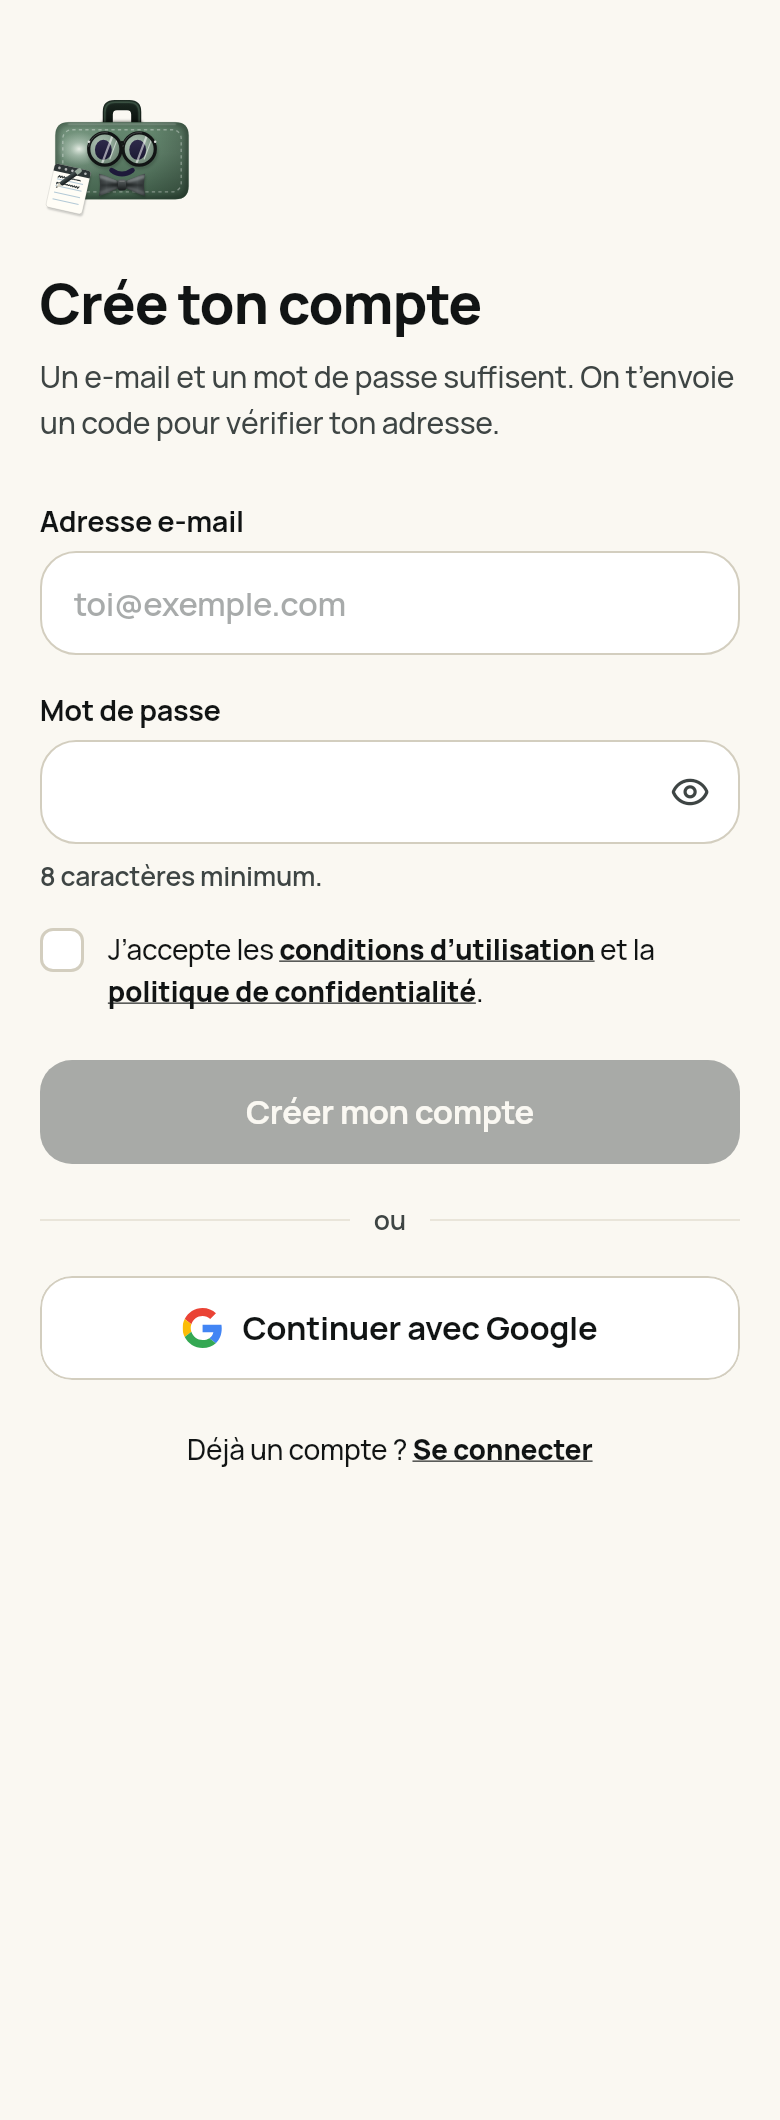 Crée ton compte
Un e-mail et un mot de passe suffisent. On t’envoie
un code pour vérifier ton adresse.
Adresse e-mail
toi@exemple.com
Mot de passe
8 caractères minimum.
J’accepte les conditions d’utilisation et la
politique de confidentialité.
Créer mon compte
ou
Continuer avec Google
Déjà un compte ? Se connecter